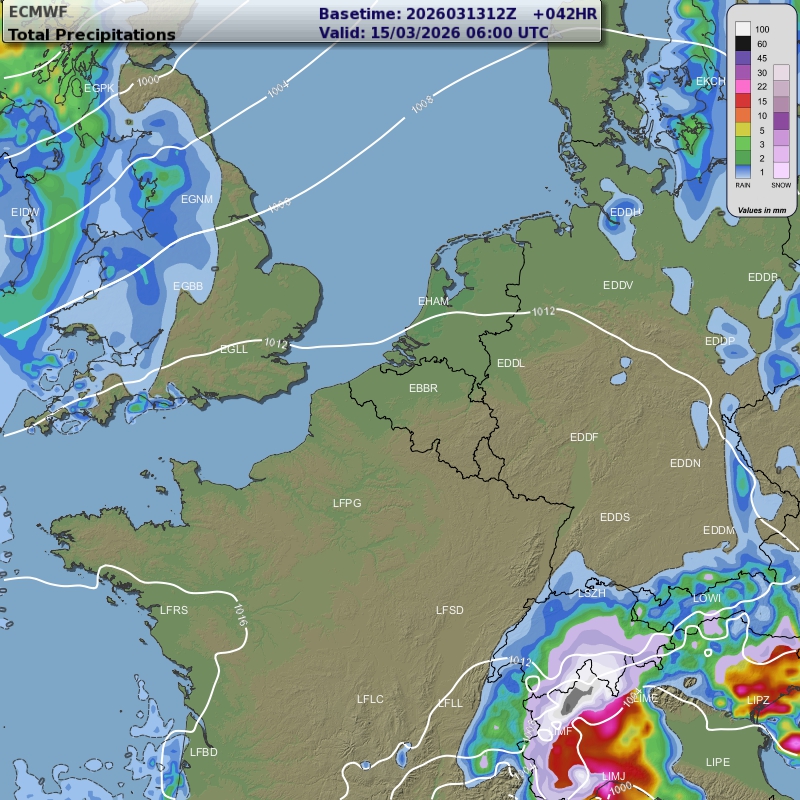 ECMWF
Basetime: 2026031312Z +042HR
Total Precipitations
Valid: 15/03/2026 06:00 UTC
100
60
45
30
22
15
10
5
3
2
1
RAIN SNOW
Values in mm
EGPK
1000
1004
1008
EKCH
EIDW
EGNM
1008
EDDH
EGBB
EDDV
EDDB
EHAM
1012
EGLL
1012
EDDP
EDDL
EBBR
EDDF
EDDN
LFPG
EDDS
EDDM
LSZH
LOWI
LFRS
1016
LFSD
1012
LFLC
LFLL
LIPZ
LFBD
LIPE
LIMJ
1000